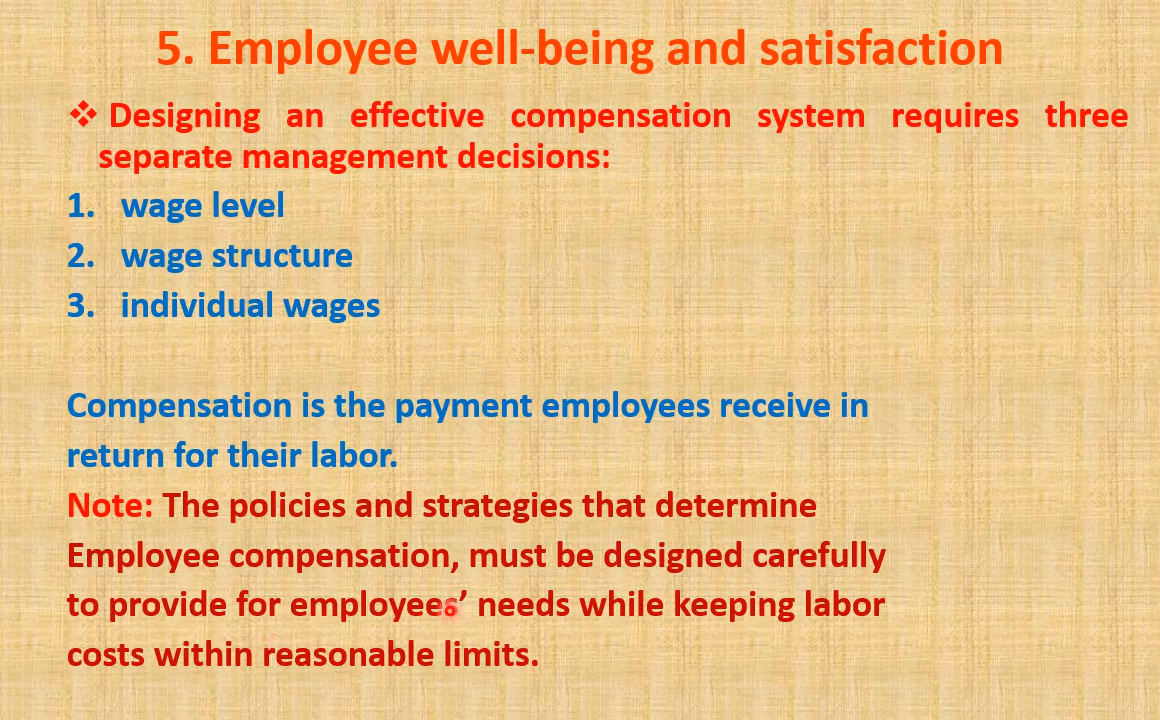 5. Employee well-being and satisfaction
❖ Designing an effective compensation system requires three
separate management decisions:
1. wage level
2. wage structure
3. individual wages
Compensation is the payment employees receive in
return for their labor.
Note: The policies and strategies that determine
Employee compensation, must be designed carefully
to provide for employees’ needs while keeping labor
costs within reasonable limits.